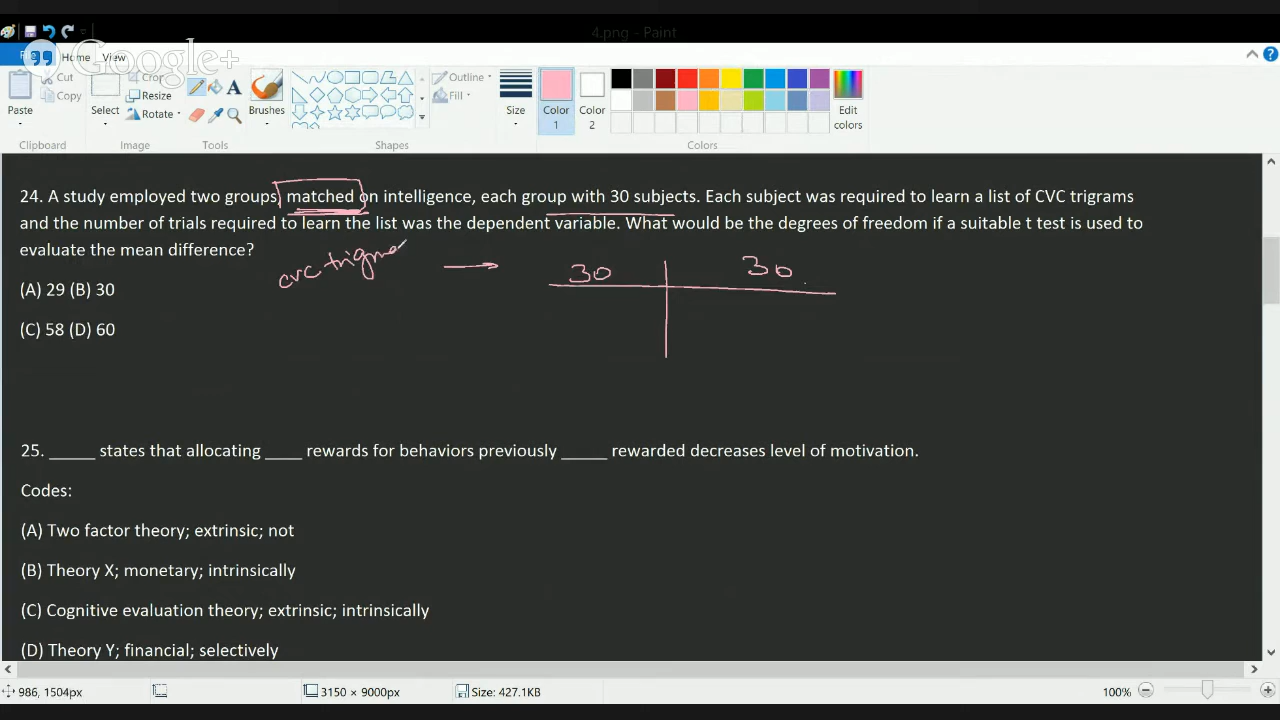 4.png - Paint
Google+
File Home View
Paste
Cut
Copy
Select
Crop
Resize
Rotate
Brushes
Outline
Fill
Size
Color 1
Color 2
Edit colors
Clipboard Image Tools Shapes Colors
24. A study employed two groups, matched on intelligence, each group with 30 subjects. Each subject was required to learn a list of CVC trigrams
and the number of trials required to learn the list was the dependent variable. What would be the degrees of freedom if a suitable t test is used to
evaluate the mean difference?
cvc trigma
30 30
(A) 29 (B) 30
(C) 58 (D) 60
25. _____ states that allocating ____ rewards for behaviors previously _____ rewarded decreases level of motivation.
Codes:
(A) Two factor theory; extrinsic; not
(B) Theory X; monetary; intrinsically
(C) Cognitive evaluation theory; extrinsic; intrinsically
(D) Theory Y; financial; selectively
986, 1504px 3150 × 9000px Size: 427.1KB 100%